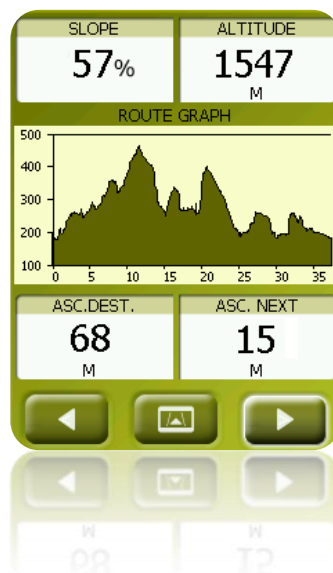 SLOPE ALTITUDE
57% 1547
M
ROUTE GRAPH
500
400
300
200
100
0 5 10 15 20 25 30 35
ASC.DEST. ASC. NEXT
68 15
M M